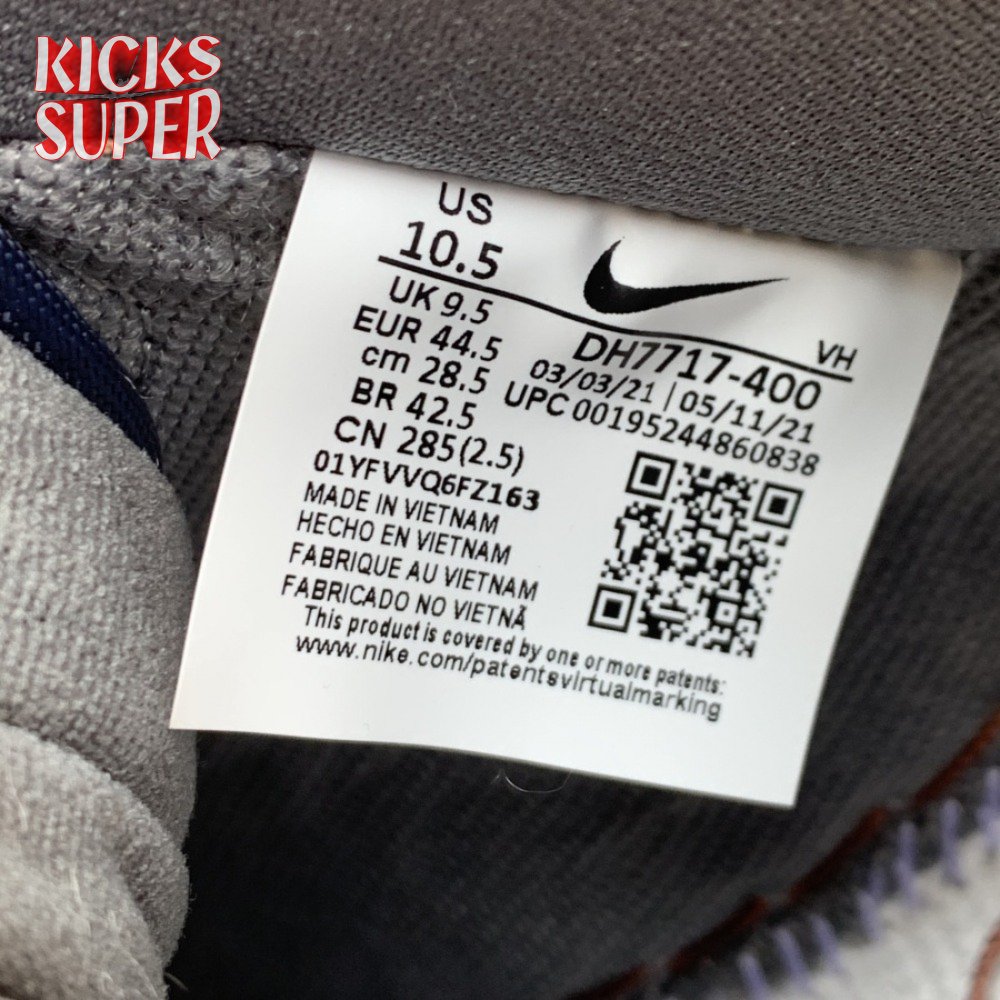 KICKS
SUPER
US
10.5
UK 9.5
EUR 44.5
cm 28.5
BR 42.5
CN 285(2.5)
01YFVVQ6FZ163
MADE IN VIETNAM
HECHO EN VIETNAM
FABRIQUE AU VIETNAM
FABRICADO NO VIETNÃ
This product is covered by one or more patents:
www.nike.com/patentsvirtualmarking
VH
DH7717-400
03/03/21 | 05/11/21
UPC 00195244860838